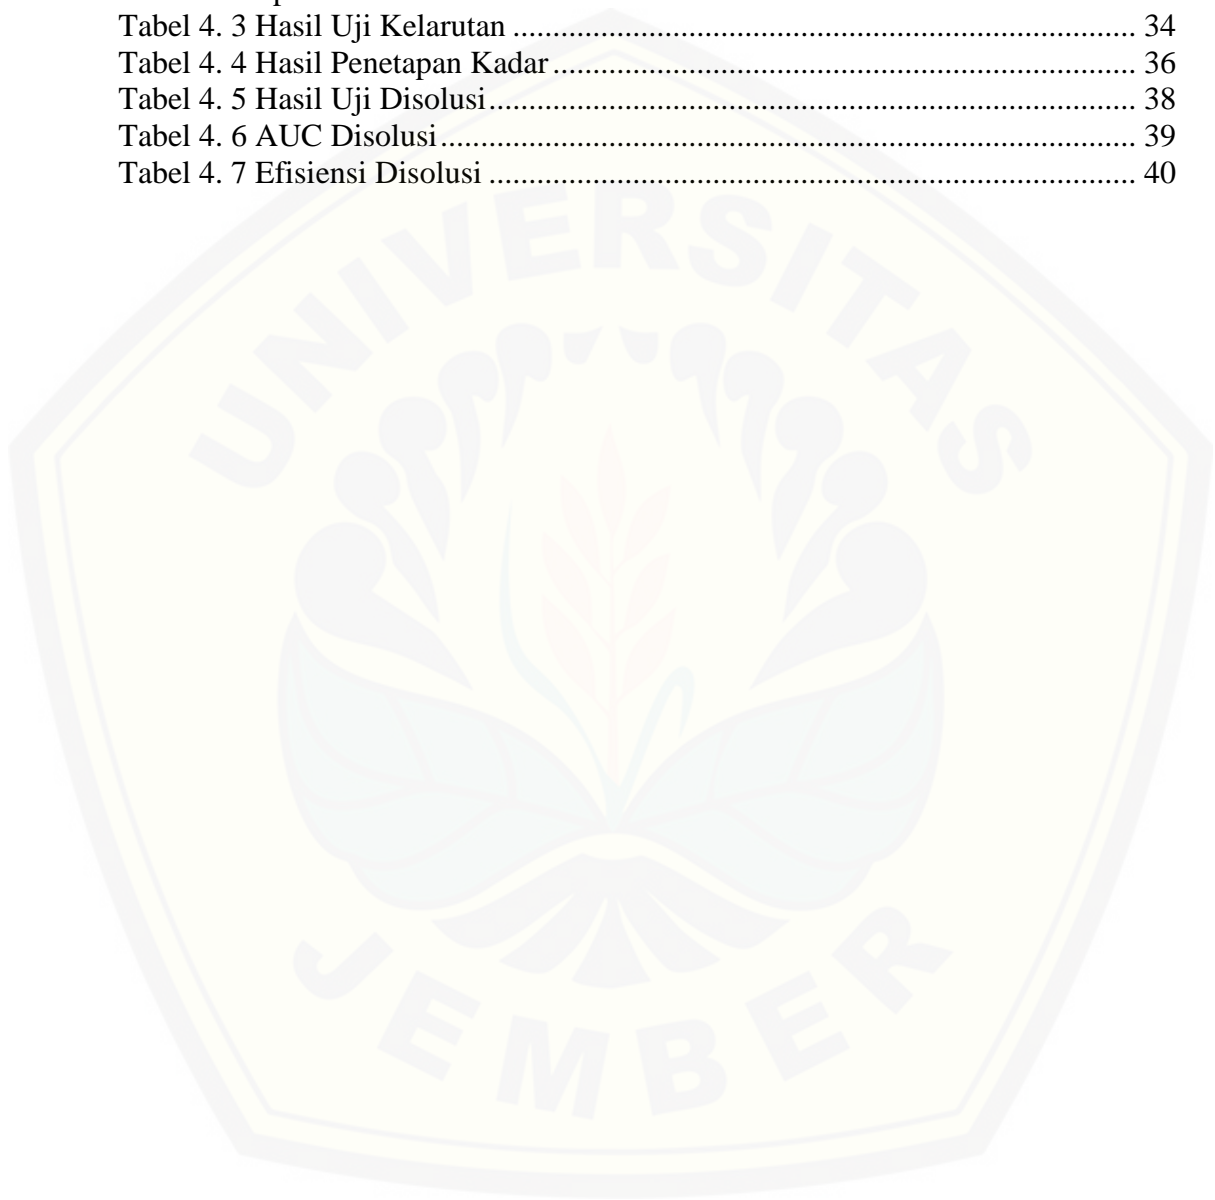 Tabel 4. 3 Hasil Uji Kelarutan ........................................................................... 34
Tabel 4. 4 Hasil Penetapan Kadar ...................................................................... 36
Tabel 4. 5 Hasil Uji Disolusi.............................................................................. 38
Tabel 4. 6 AUC Disolusi.................................................................................... 39
Tabel 4. 7 Efisiensi Disolusi .............................................................................. 40
UNIVERSITAS
JEMBER